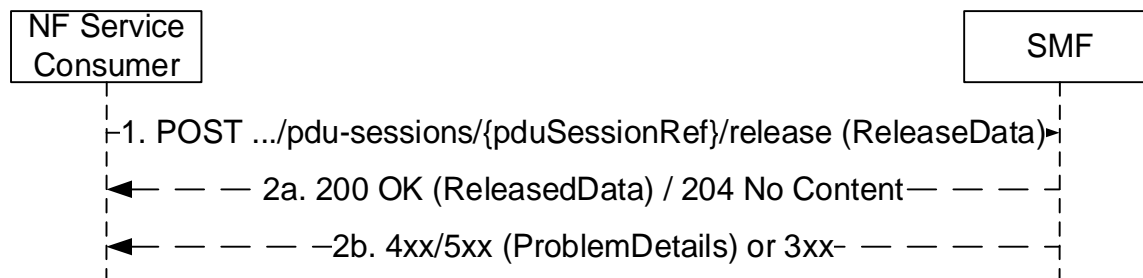 NF Service
Consumer
SMF
1. POST .../pdu-sessions/{pduSessionRef}/release (ReleaseData)
2a. 200 OK (ReleasedData) / 204 No Content
2b. 4xx/5xx (ProblemDetails) or 3xx